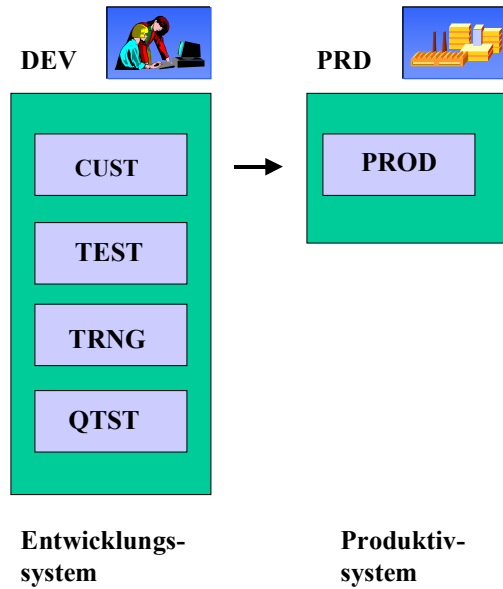 DEV
PRD
CUST
PROD
TEST
TRNG
QTST
Entwicklungs-
system
Produktiv-
system